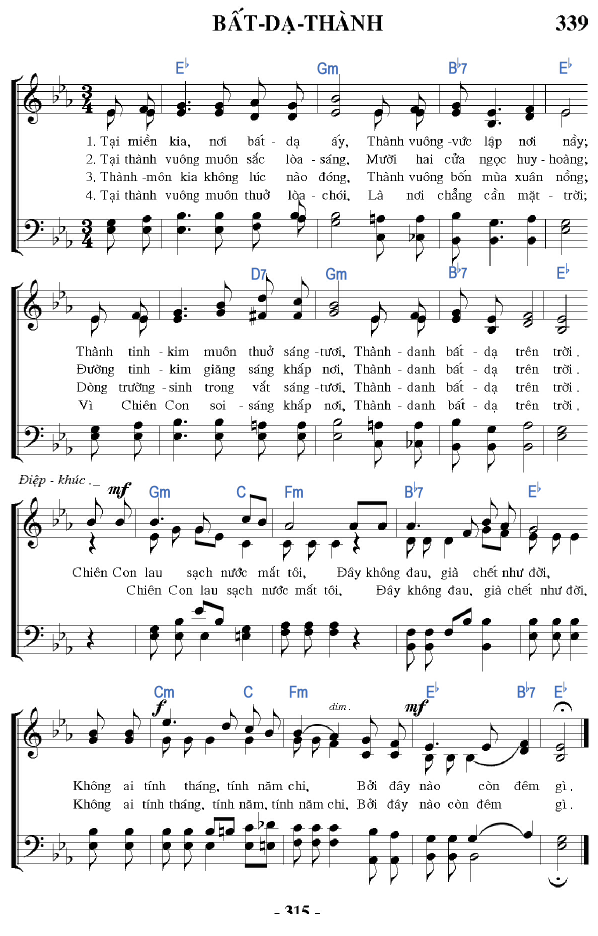 BẤT-DẠ-THÀNH 339
E♭ Gm B♭7 E♭
1. Tại miền kia, nơi bất - dạ ấy, Thành vuông - vức lập nơi nầy;
2. Tại thành vuông muôn sắc lòa - sáng, Mười hai cửa ngọc huy - hoàng;
3. Thành-môn kia không lúc nào đóng, Thành vuông bốn mùa xuân nồng;
4. Tại thành vuông muôn thuở lòa - chói, Là nơi chẳng cần mặt - trời;
D7 Gm B♭7 E♭
Thành tinh - kim muôn thuở sáng - tươi, Thành - danh bất - dạ trên trời.
Đường tinh - kim giăng sáng khắp nơi, Thành - danh bất - dạ trên trời.
Dòng trường - sinh trong vắt sáng - tươi, Thành - danh bất - dạ trên trời.
Vì Chiên Con soi - sáng khắp nơi, Thành - danh bất - dạ trên trời.
Điệp - khúc ._ mf
Gm C Fm B♭7 E♭
Chiên Con lau sạch nước mắt tôi, Đây không đau, già chết như đời,
Chiên Con lau sạch nước mắt tôi, Đây không đau, già chết như đời,
Cm C Fm E♭ B♭7 E♭
f dim. mf
Không ai tính tháng, tính năm chi, Bởi đây nào còn đêm gì.
Không ai tính tháng, tính năm, tính năm chi, Bởi đây nào còn đêm gì.
- 315 -